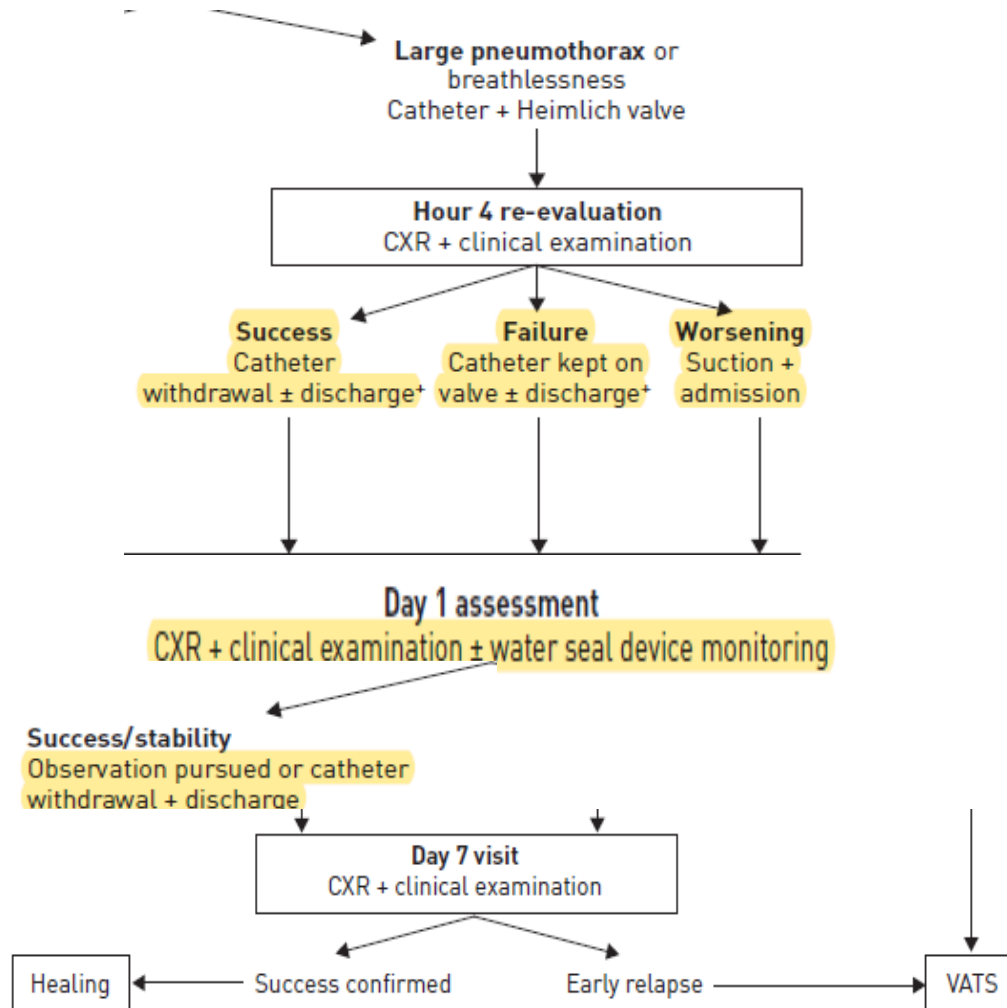 Large pneumothorax or
breathlessness
Catheter + Heimlich valve
Hour 4 re-evaluation
CXR + clinical examination
Success
Catheter
withdrawal ± discharge⁺
Failure
Catheter kept on
valve ± discharge⁺
Worsening
Suction +
admission
Day 1 assessment
CXR + clinical examination ± water seal device monitoring
Success/stability
Observation pursued or catheter
withdrawal + discharge
Day 7 visit
CXR + clinical examination
Healing
Success confirmed
Early relapse
VATS